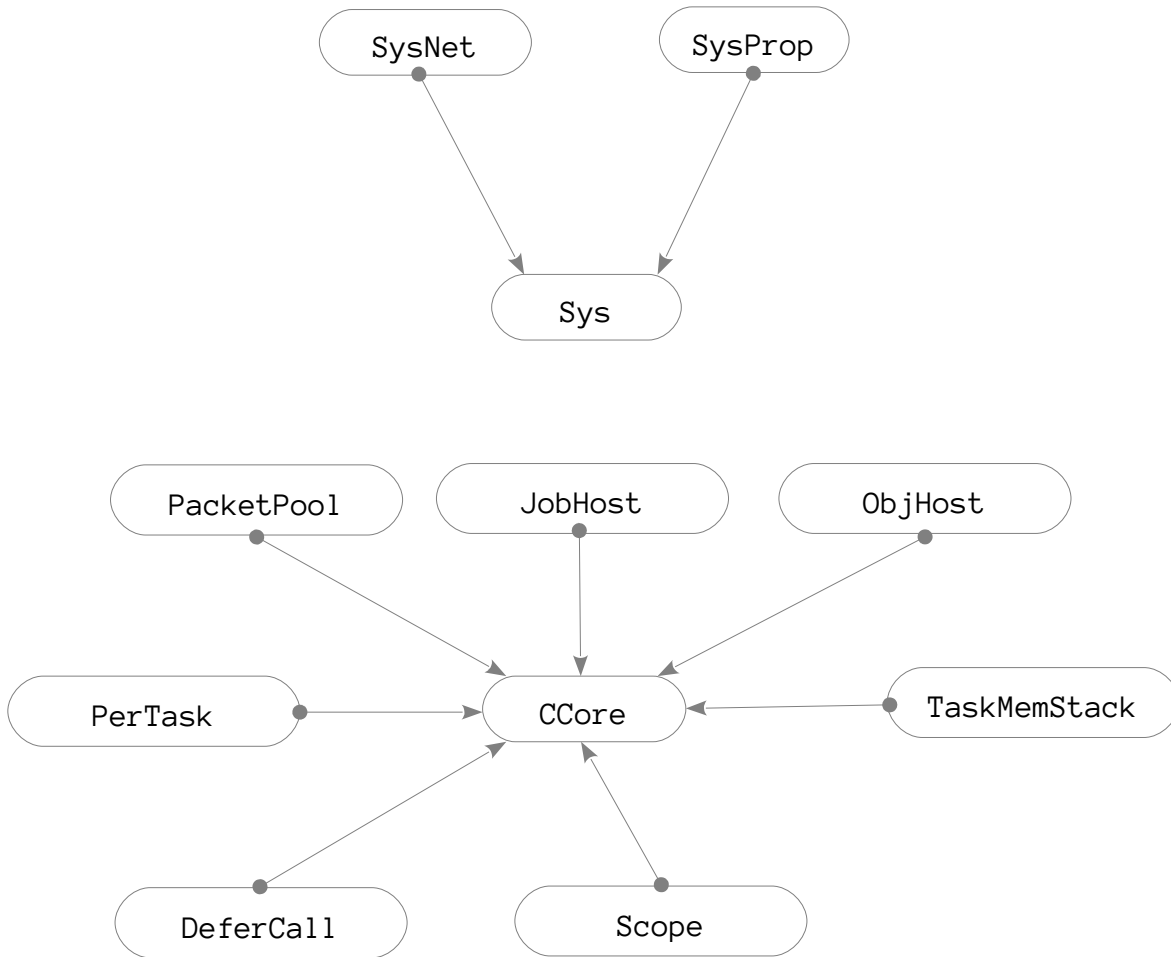 SysNet
SysProp
Sys
PacketPool
JobHost
ObjHost
PerTask
CCore
TaskMemStack
DeferCall
Scope